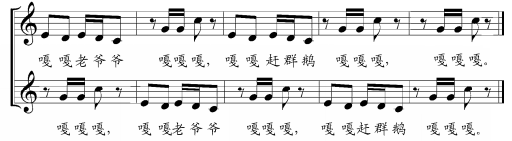 嘎 嘎 老 爷 爷 嘎 嘎 嘎, 嘎 嘎 赶 群 鹅 嘎 嘎 嘎, 嘎 嘎 嘎。
嘎 嘎 嘎, 嘎 嘎 老 爷 爷 嘎 嘎 嘎, 嘎 嘎 赶 群 鹅 嘎 嘎 嘎。